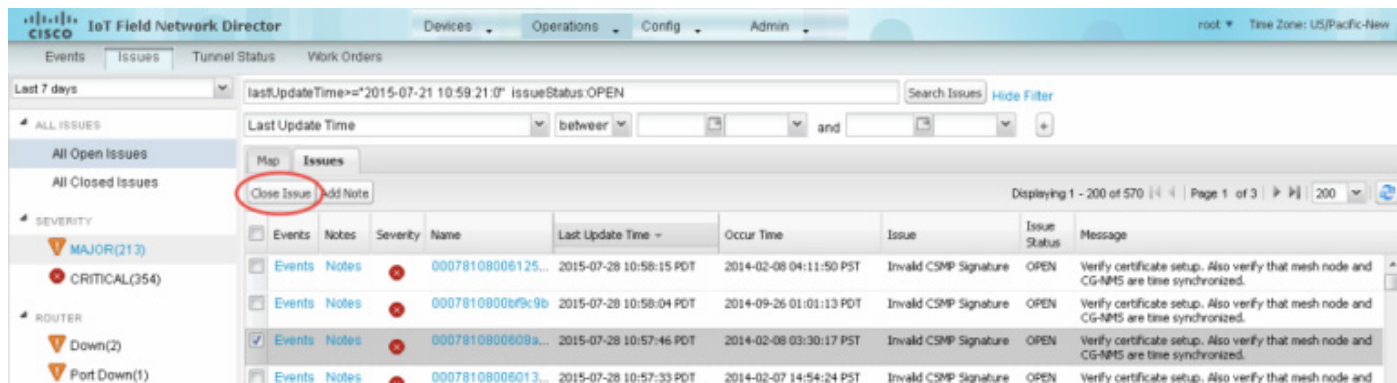 CISCO IoT Field Network Director Devices Operations Config Admin root Time Zone: US/Pacific-New
Events Issues Tunnel Status Work Orders
Last 7 days
ALL ISSUES
All Open Issues
All Closed Issues
SEVERITY
MAJOR(213)
CRITICAL(354)
ROUTER
Down(2)
Port Down(1)
lastUpdateTime>="2015-07-21 10:59:21:0" issueStatus:OPEN Search Issues Hide Filter
Last Update Time between and +
Map Issues
Close Issue Add Note Displaying 1 - 200 of 570 Page 1 of 3 200
Events Notes Severity Name Last Update Time Occur Time Issue Issue Status Message
Events Notes 00078108006125... 2015-07-28 10:58:15 PDT 2014-02-08 04:11:50 PST Invalid CSMP Signature OPEN Verify certificate setup. Also verify that mesh node and
CG-NMS are time synchronized.
Events Notes 0007810800bf9c9b 2015-07-28 10:58:04 PDT 2014-09-26 01:01:13 PDT Invalid CSMP Signature OPEN Verify certificate setup. Also verify that mesh node and
CG-NMS are time synchronized.
Events Notes 0007810800608a... 2015-07-28 10:57:46 PDT 2014-02-08 03:30:17 PST Invalid CSMP Signature OPEN Verify certificate setup. Also verify that mesh node and
CG-NMS are time synchronized.
Events Notes 00078108006013... 2015-07-28 10:57:33 PDT 2014-02-07 14:54:24 PST Invalid CSMP Signature OPEN Verify certificate setup. Also verify that mesh node and